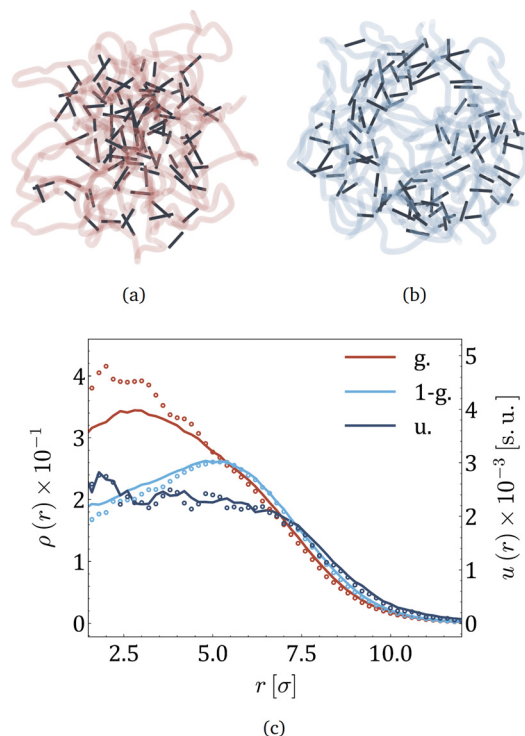 (a)
(b)
ρ (r) × 10⁻¹
4
3
2
1
0
g.
1-g.
u.
5
4
3
2
1
0
u (r) × 10⁻³ [s. u.]
2.5
5.0
7.5
10.0
r [σ]
(c)